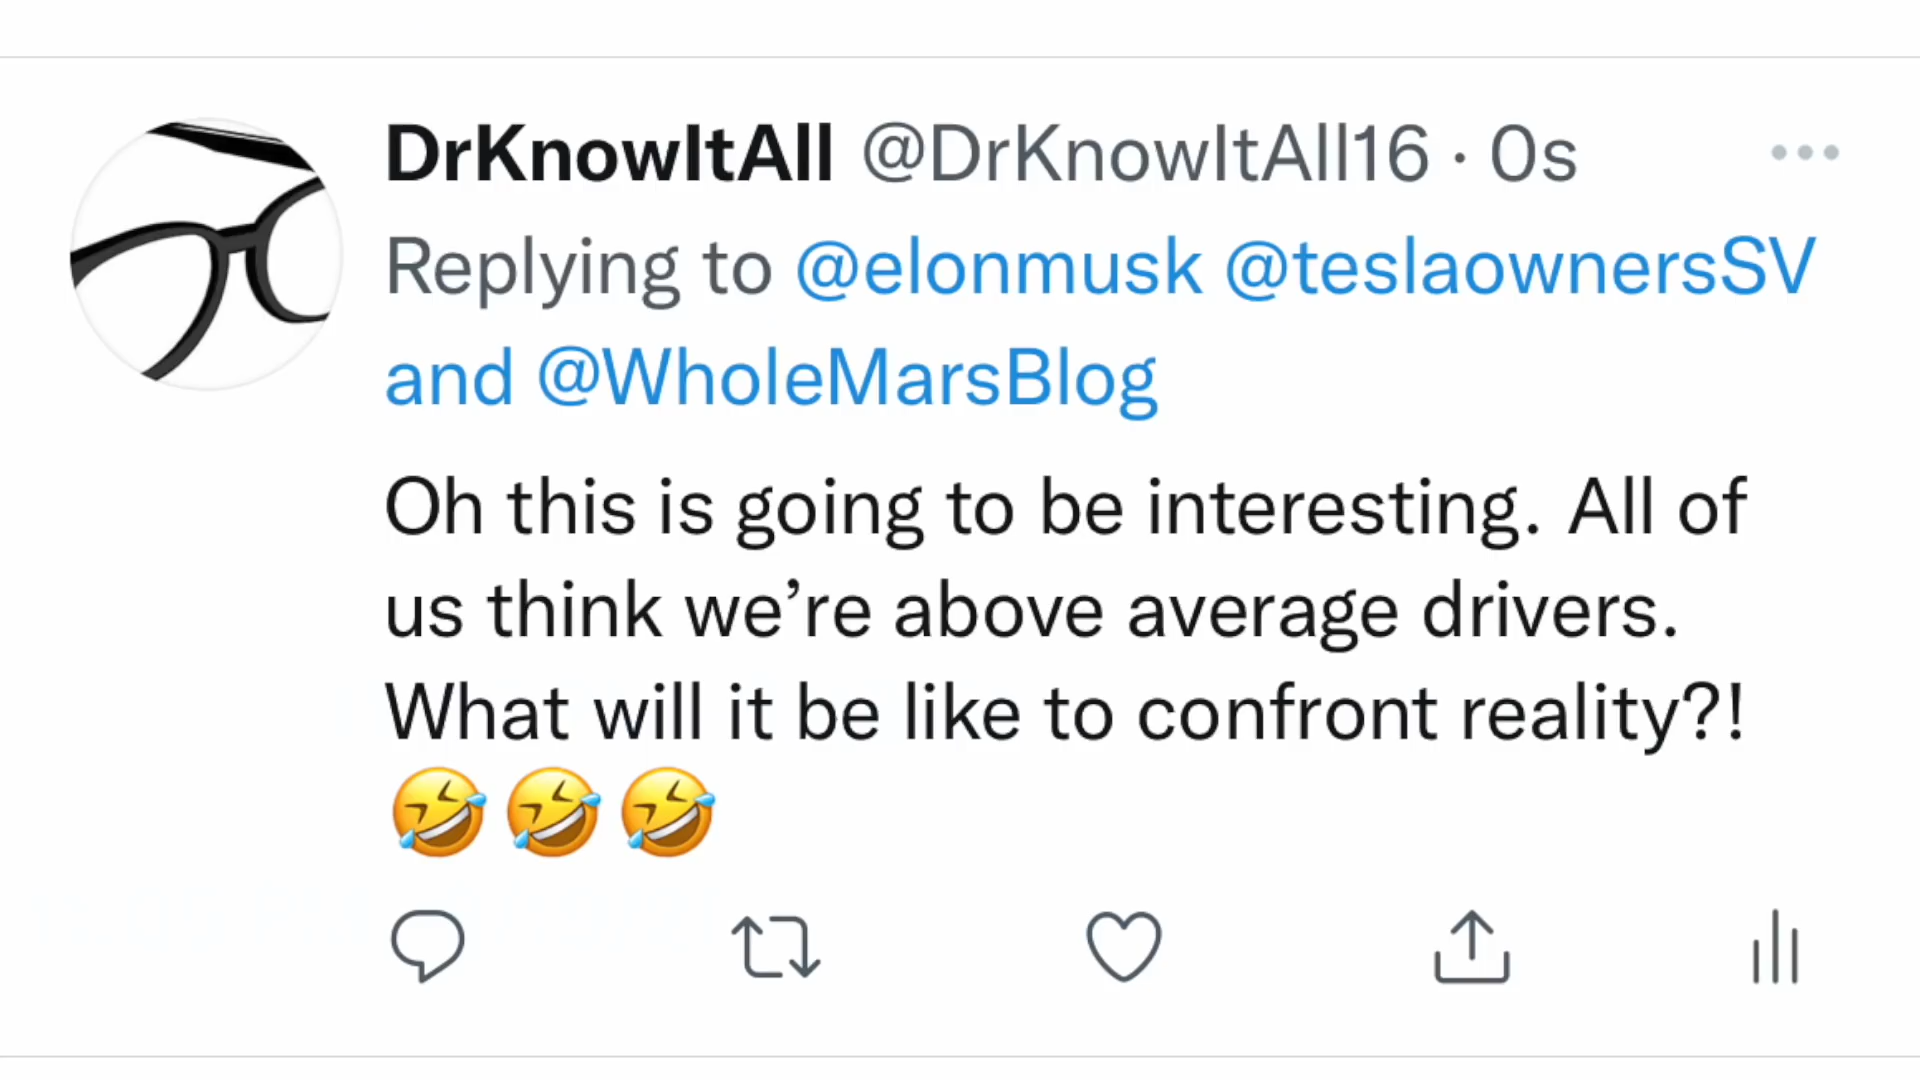 DrKnowItAll @DrKnowItAll16 · 0s
Replying to @elonmusk @teslaownersSV
and @WholeMarsBlog
Oh this is going to be interesting. All of
us think we’re above average drivers.
What will it be like to confront reality?!
🤣🤣🤣